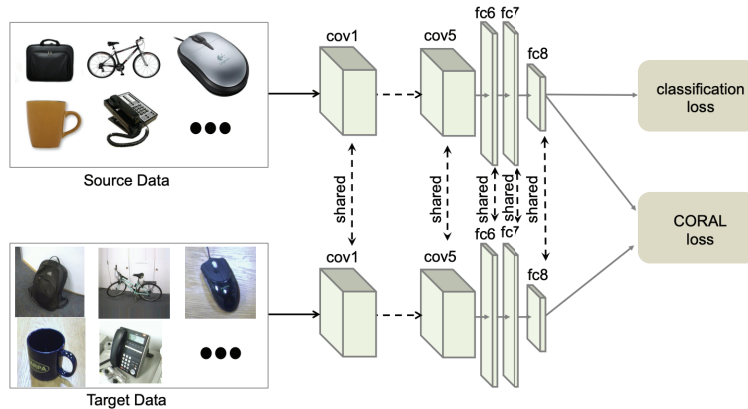 cov1
cov5
fc6
fc7
fc8
classification
loss
Source Data
shared
shared
shared
shared
shared
CORAL
loss
cov1
cov5
fc6
fc7
fc8
Target Data